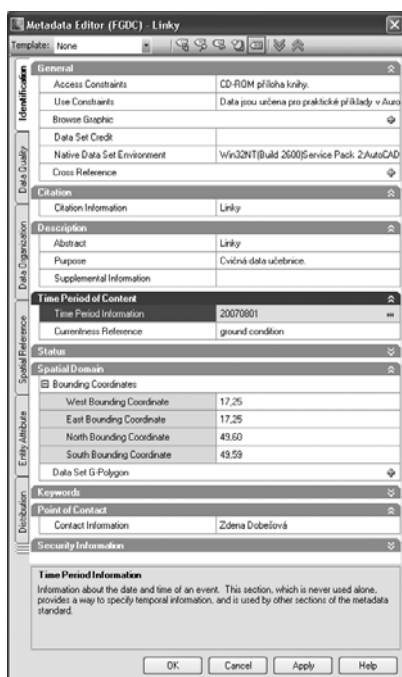 Metadata Editor (FGDC) - Linky
Template: None
Identification
Data Quality
Data Organization
Spatial Reference
Entity Attribute
Distribution
General
Access Constraints CD-ROM příloha knihy.
Use Constraints Data jsou určena pro praktické příklady v Auto
Browse Graphic
Data Set Credit
Native Data Set Environment Win32NT(Build 2600)Service Pack 2;AutoCAD
Cross Reference
Citation
Citation Information Linky
Description
Abstract Linky
Purpose Cvičná data učebnice.
Supplemental Information
Time Period of Content
Time Period Information 20070801
Currentness Reference ground condition
Status
Spatial Domain
Bounding Coordinates
West Bounding Coordinate 17,25
East Bounding Coordinate 17,25
North Bounding Coordinate 49,60
South Bounding Coordinate 49,59
Data Set G-Polygon
Keywords
Point of Contact
Contact Information Zdena Dobešová
Security Information
Time Period Information
Information about the date and time of an event. This section, which is never used alone,
provides a way to specify temporal information, and is used by other sections of the metadata
standard.
OK Cancel Apply Help